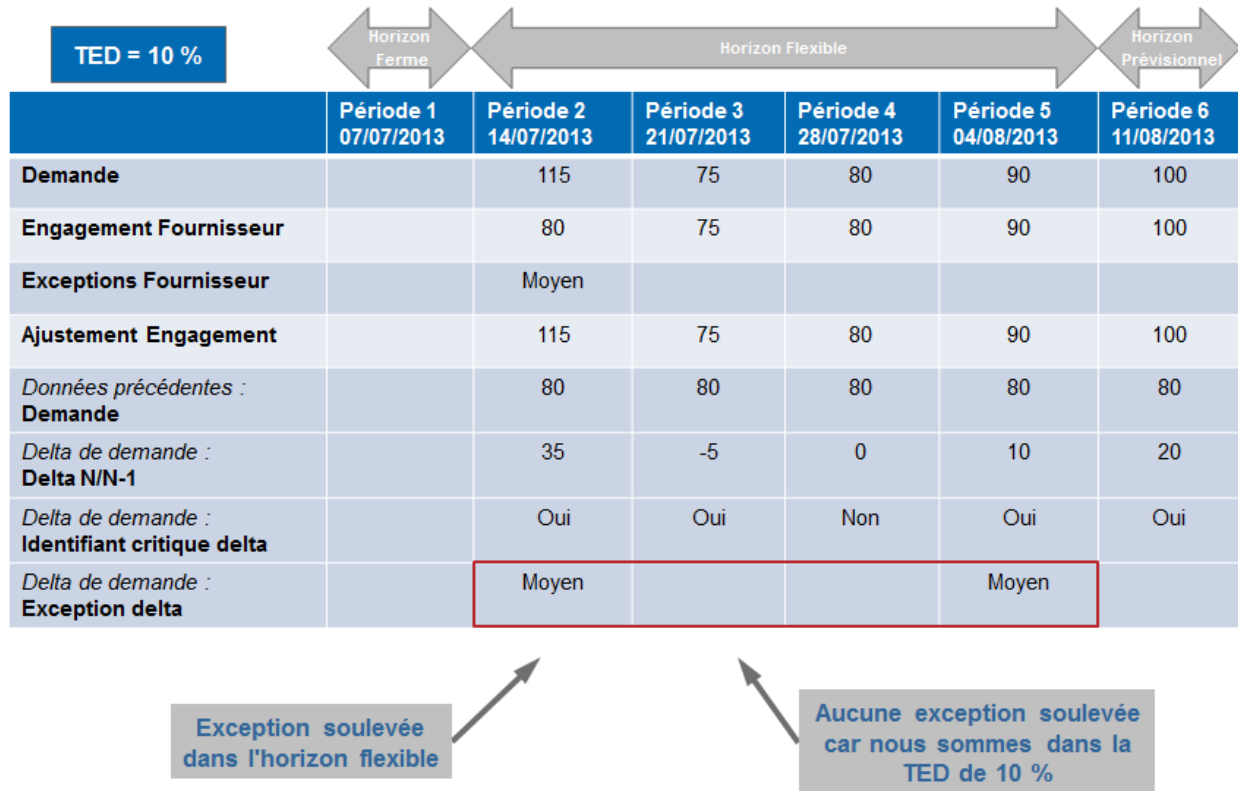 TED = 10 %
Horizon
Ferme
Horizon Flexible
Horizon
Prévisionnel
Période 1
07/07/2013
Période 2
14/07/2013
Période 3
21/07/2013
Période 4
28/07/2013
Période 5
04/08/2013
Période 6
11/08/2013
Demande 115 75 80 90 100
Engagement Fournisseur 80 75 80 90 100
Exceptions Fournisseur Moyen
Ajustement Engagement 115 75 80 90 100
Données précédentes :
Demande
80 80 80 80 80
Delta de demande :
Delta N/N-1
35 -5 0 10 20
Delta de demande :
Identifiant critique delta
Oui Oui Non Oui Oui
Delta de demande :
Exception delta
Moyen Moyen
Exception soulevée
dans l'horizon flexible
Aucune exception soulevée
car nous sommes dans la
TED de 10 %